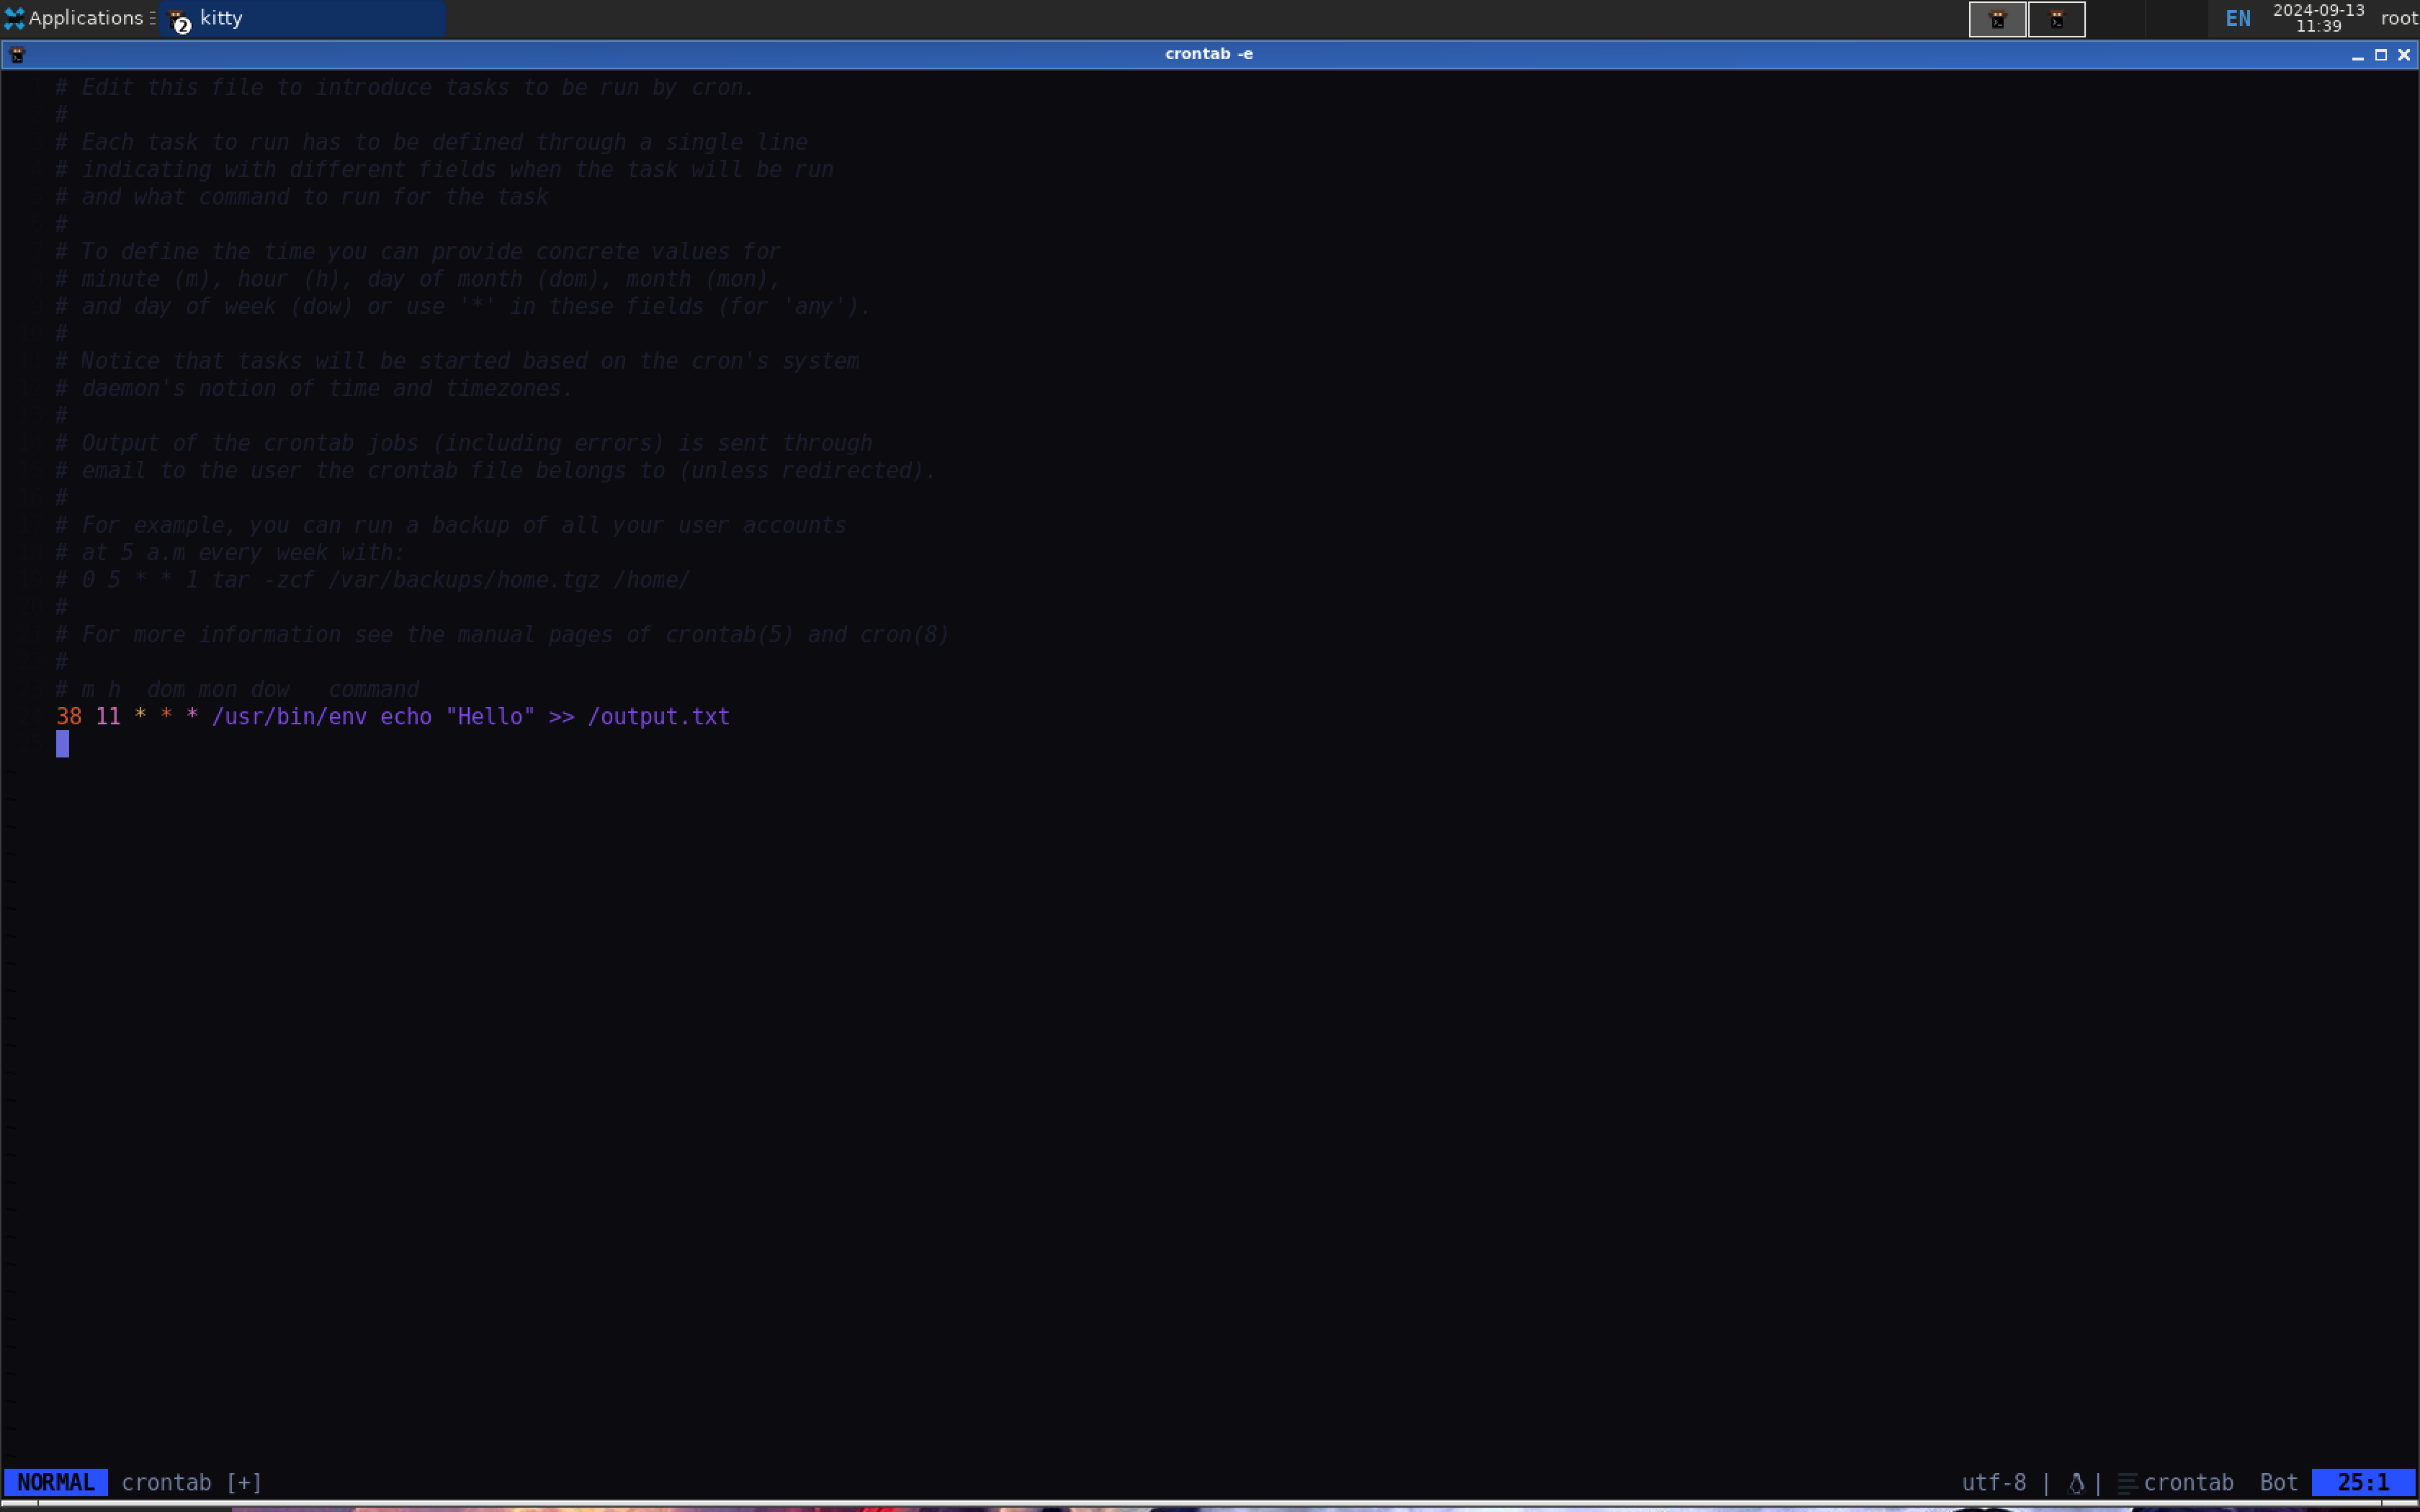 Applications
2
kitty
EN
2024-09-13
11:39
root
crontab -e
# Edit this file to introduce tasks to be run by cron.
#
# Each task to run has to be defined through a single line
# indicating with different fields when the task will be run
# and what command to run for the task
#
# To define the time you can provide concrete values for
# minute (m), hour (h), day of month (dom), month (mon),
# and day of week (dow) or use '*' in these fields (for 'any').
#
# Notice that tasks will be started based on the cron's system
# daemon's notion of time and timezones.
#
# Output of the crontab jobs (including errors) is sent through
# email to the user the crontab file belongs to (unless redirected).
#
# For example, you can run a backup of all your user accounts
# at 5 a.m every week with:
# 0 5 * * 1 tar -zcf /var/backups/home.tgz /home/
#
# For more information see the manual pages of crontab(5) and cron(8)
#
# m h  dom mon dow   command
38 11 * * * /usr/bin/env echo "Hello" >> /output.txt
NORMAL crontab [+]
utf-8 | | crontab Bot 25:1